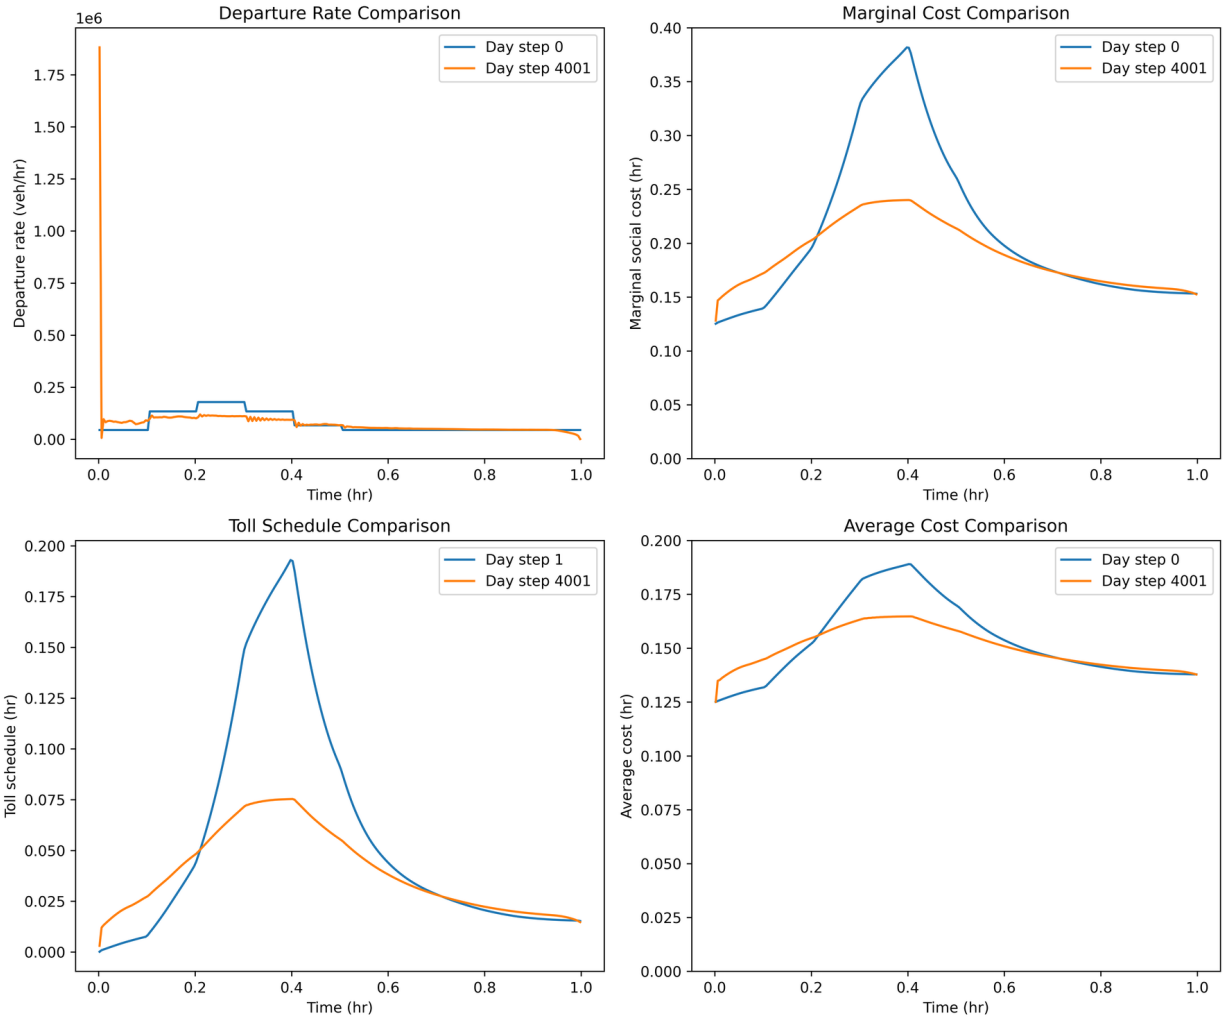 Departure Rate Comparison
1e6
Day step 0
Day step 4001
1.75
1.50
1.25
1.00
0.75
0.50
0.25
0.00
Departure rate (veh/hr)
0.0 0.2 0.4 0.6 0.8 1.0
Time (hr)
Marginal Cost Comparison
Day step 0
Day step 4001
0.40
0.35
0.30
0.25
0.20
0.15
0.10
0.05
0.00
Marginal social cost (hr)
0.0 0.2 0.4 0.6 0.8 1.0
Time (hr)
Toll Schedule Comparison
Day step 1
Day step 4001
0.200
0.175
0.150
0.125
0.100
0.075
0.050
0.025
0.000
Toll schedule (hr)
0.0 0.2 0.4 0.6 0.8 1.0
Time (hr)
Average Cost Comparison
Day step 0
Day step 4001
0.200
0.175
0.150
0.125
0.100
0.075
0.050
0.025
0.000
Average cost (hr)
0.0 0.2 0.4 0.6 0.8 1.0
Time (hr)